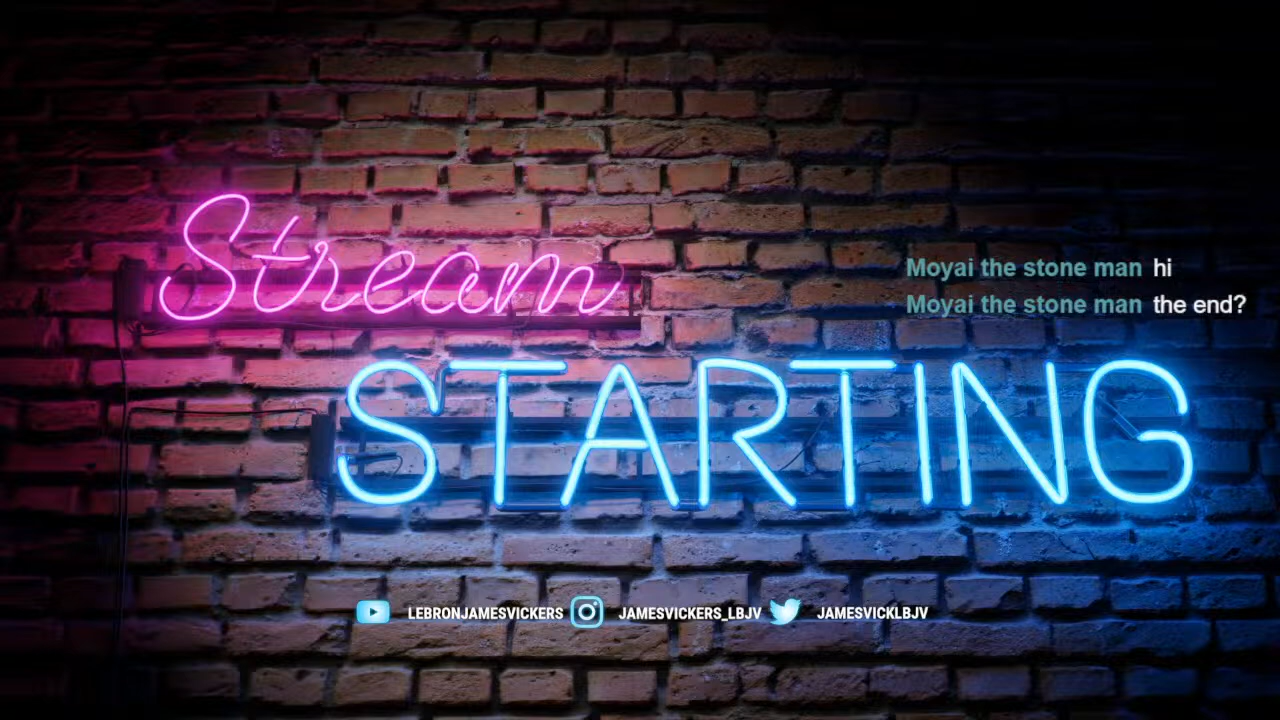 Stream
Moyai the stone man hi
Moyai the stone man the end?
STARTING
LEBRONJAMESVICKERS JAMESVICKERS_LBJV JAMESVICKLBJV